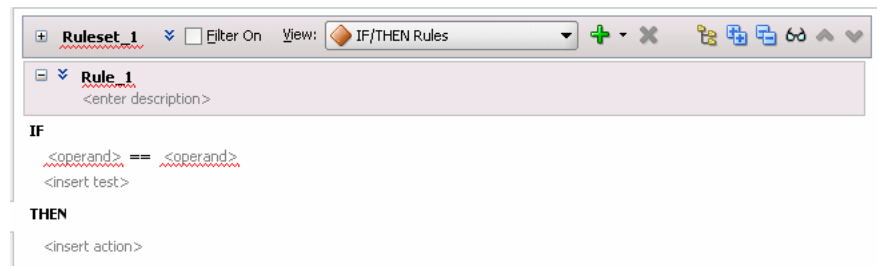 Ruleset_1 Filter On View: IF/THEN Rules
Rule_1
<enter description>
IF
<operand> == <operand>
<insert test>
THEN
<insert action>